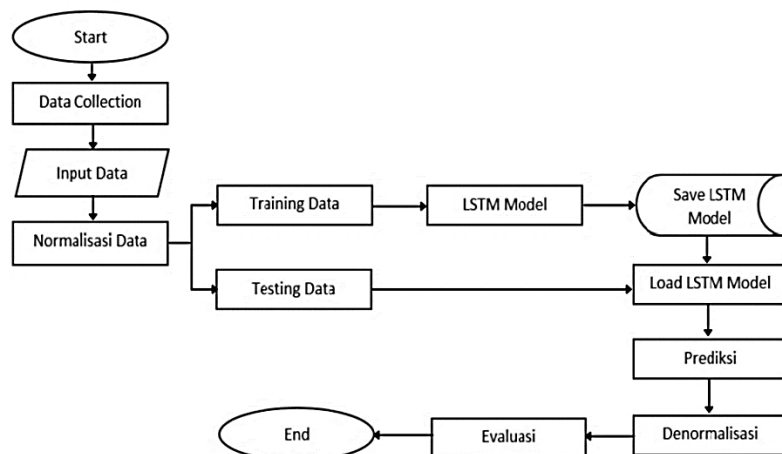 Start
Data Collection
Input Data
Normalisasi Data
Training Data
LSTM Model
Save LSTM
Model
Testing Data
Load LSTM Model
Prediksi
Denormalisasi
Evaluasi
End